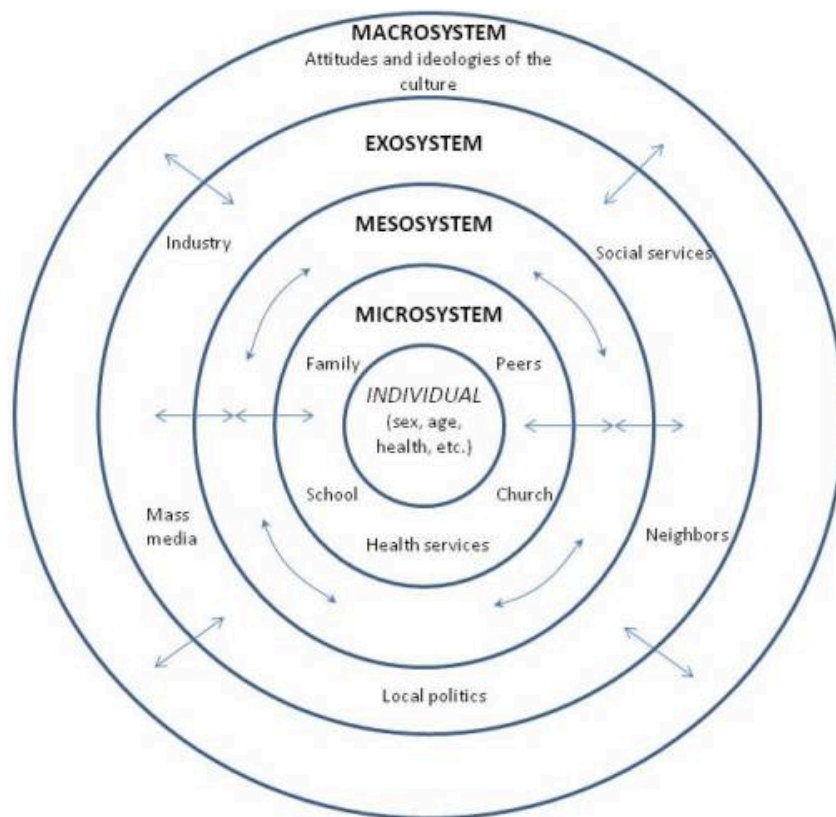 MACROSYSTEM
Attitudes and ideologies of the
culture
EXOSYSTEM
Industry
Social services
MESOSYSTEM
MICROSYSTEM
Family
Peers
INDIVIDUAL
(sex, age,
health, etc.)
School
Church
Mass
media
Health services
Neighbors
Local politics